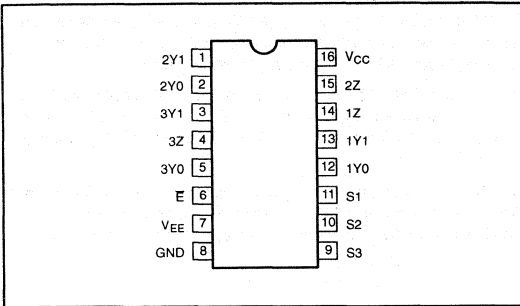 2Y1 1 16 VCC
2Y0 2 15 2Z
3Y1 3 14 1Z
3Z 4 13 1Y1
3Y0 5 12 1Y0
E̅ 6 11 S1
VEE 7 10 S2
GND 8 9 S3